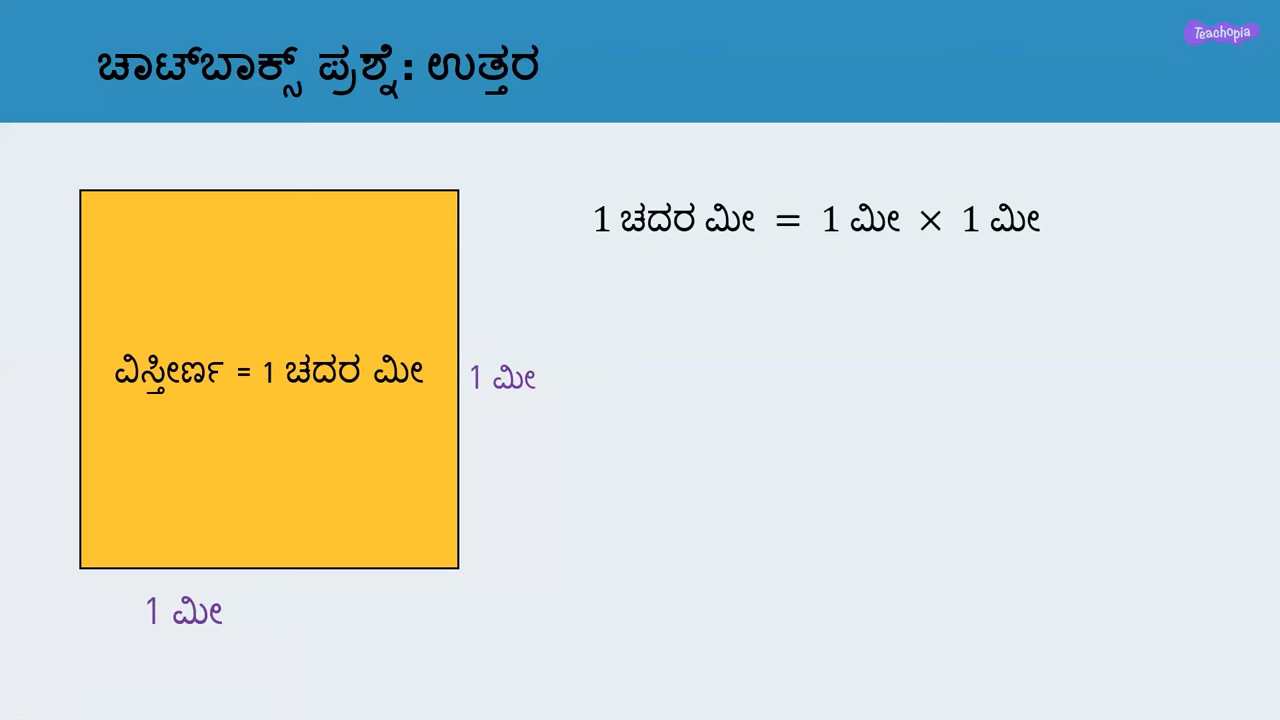 ಚಾಟ್‌ಬಾಕ್ಸ್ ಪ್ರಶ್ನೆ: ಉತ್ತರ
Teachopia
1 ಚದರ ಮೀ = 1 ಮೀ × 1 ಮೀ
ವಿಸ್ತೀರ್ಣ = 1 ಚದರ ಮೀ
1 ಮೀ
1 ಮೀ